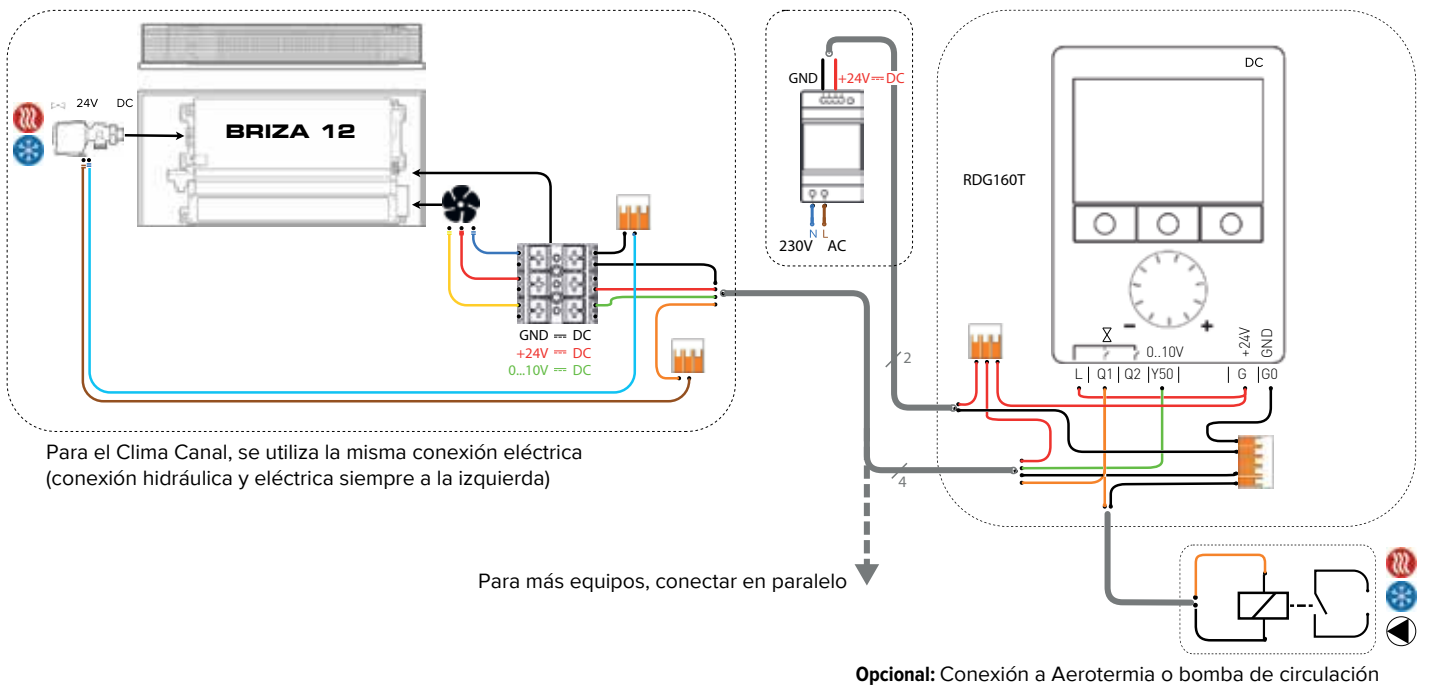 24V DC
BRIZA 12
GND ⎓ DC
+24V ⎓ DC
0...10V ⎓ DC
Para el Clima Canal, se utiliza la misma conexión eléctrica
(conexión hidráulica y eléctrica siempre a la izquierda)
GND
+24V⎓DC
N L
230V AC
2
4
Para más equipos, conectar en paralelo
RDG160T
DC
- +
0..10V
+24V
GND
L | Q1 | Q2 |Y50| | G |G0
Opcional: Conexión a Aerotermia o bomba de circulación